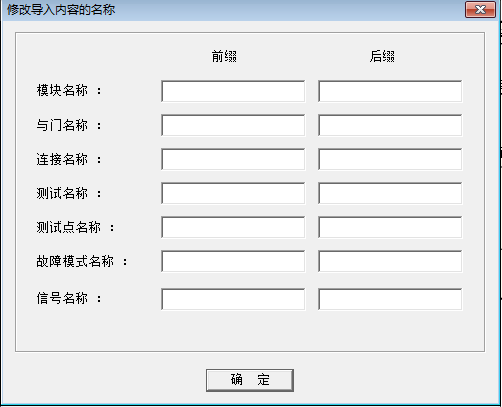 修改导入内容的名称
前缀 后缀
模块名称 :
与门名称 :
连接名称 :
测试名称 :
测试点名称 :
故障模式名称 :
信号名称 :
确 定